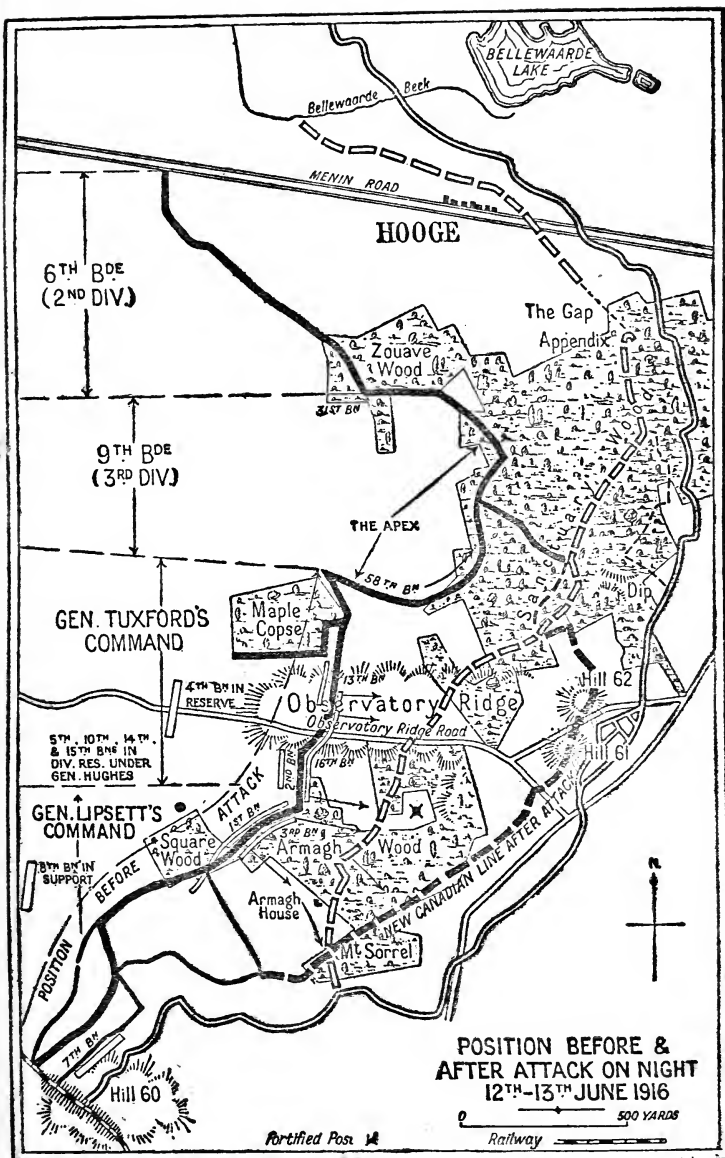 BELLEWAARDE
LAKE
Bellewaarde Beek
MENIN ROAD
HOOGE
6TH BDE
(2ND DIV.)
The Gap
Appendix
Zouave
Wood
31ST BN
9TH BDE
(3RD DIV.)
Sanctuary Wood
THE APEX
58TH BN
Dip
GEN. TUXFORD'S
COMMAND
Maple
Copse
13TH BN
Hill 62
4TH BN IN
RESERVE
Observatory Ridge
Observatory Ridge Road
5TH, 10TH, 14TH,
& 15TH BNS IN
DIV. RES. UNDER
GEN. HUGHES
2ND BN
16TH BN
Hill 61
GEN. LIPSETT'S
COMMAND
POSITION BEFORE ATTACK
1ST BN
Square
Wood
3RD BN
Armagh Wood
8TH BN IN
SUPPORT
NEW CANADIAN LINE AFTER ATTACK
Armagh
House
Mt Sorrel
N
7TH BN
Hill 60
POSITION BEFORE &
AFTER ATTACK ON NIGHT
12TH-13TH JUNE 1916
0 500 YARDS
Fortified Post
Railway